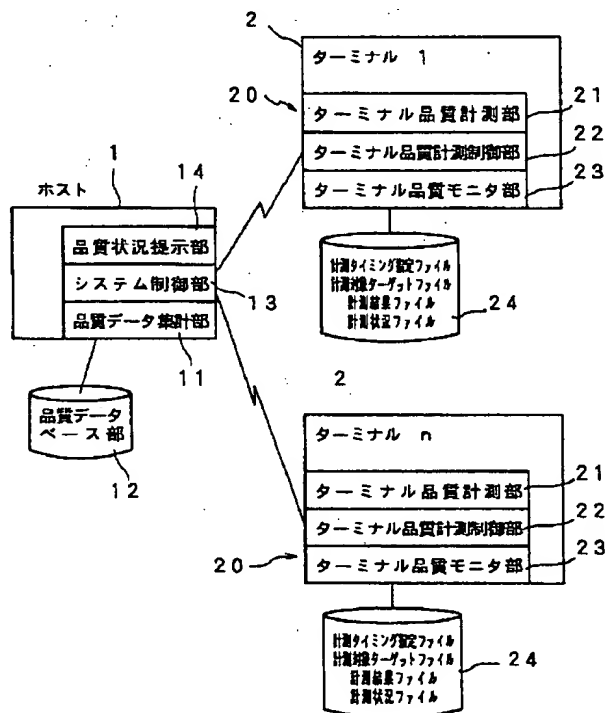 2
ターミナル 1
20
ターミナル品質計測部
21
ターミナル品質計測制御部
22
ターミナル品質モニタ部
23
計測タイミング指定ファイル
計測対象ターゲットファイル
計測結果ファイル
計測状況ファイル
24
ホスト
1
14
品質状況提示部
システム制御部
13
品質データ集計部
11
品質データ
ベース部
12
2
ターミナル n
ターミナル品質計測部
21
ターミナル品質計測制御部
22
20
ターミナル品質モニタ部
23
計測タイミング指定ファイル
計測対象ターゲットファイル
計測結果ファイル
計測状況ファイル
24